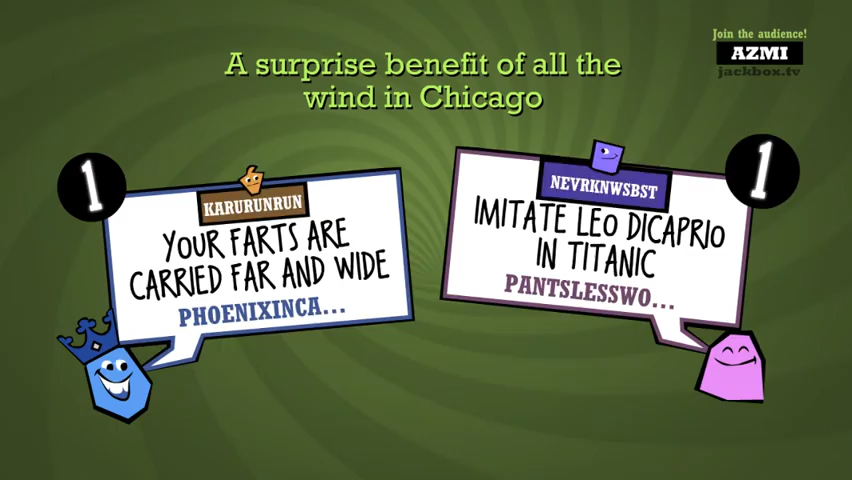 Join the audience!
AZMI
jackbox.tv
A surprise benefit of all the
wind in Chicago
1
KARURUNRUN
YOUR FARTS ARE
CARRIED FAR AND WIDE
PHOENIXINCA...
1
NEVRKNWSBST
IMITATE LEO DICAPRIO
IN TITANIC
PANTSLESSWO...